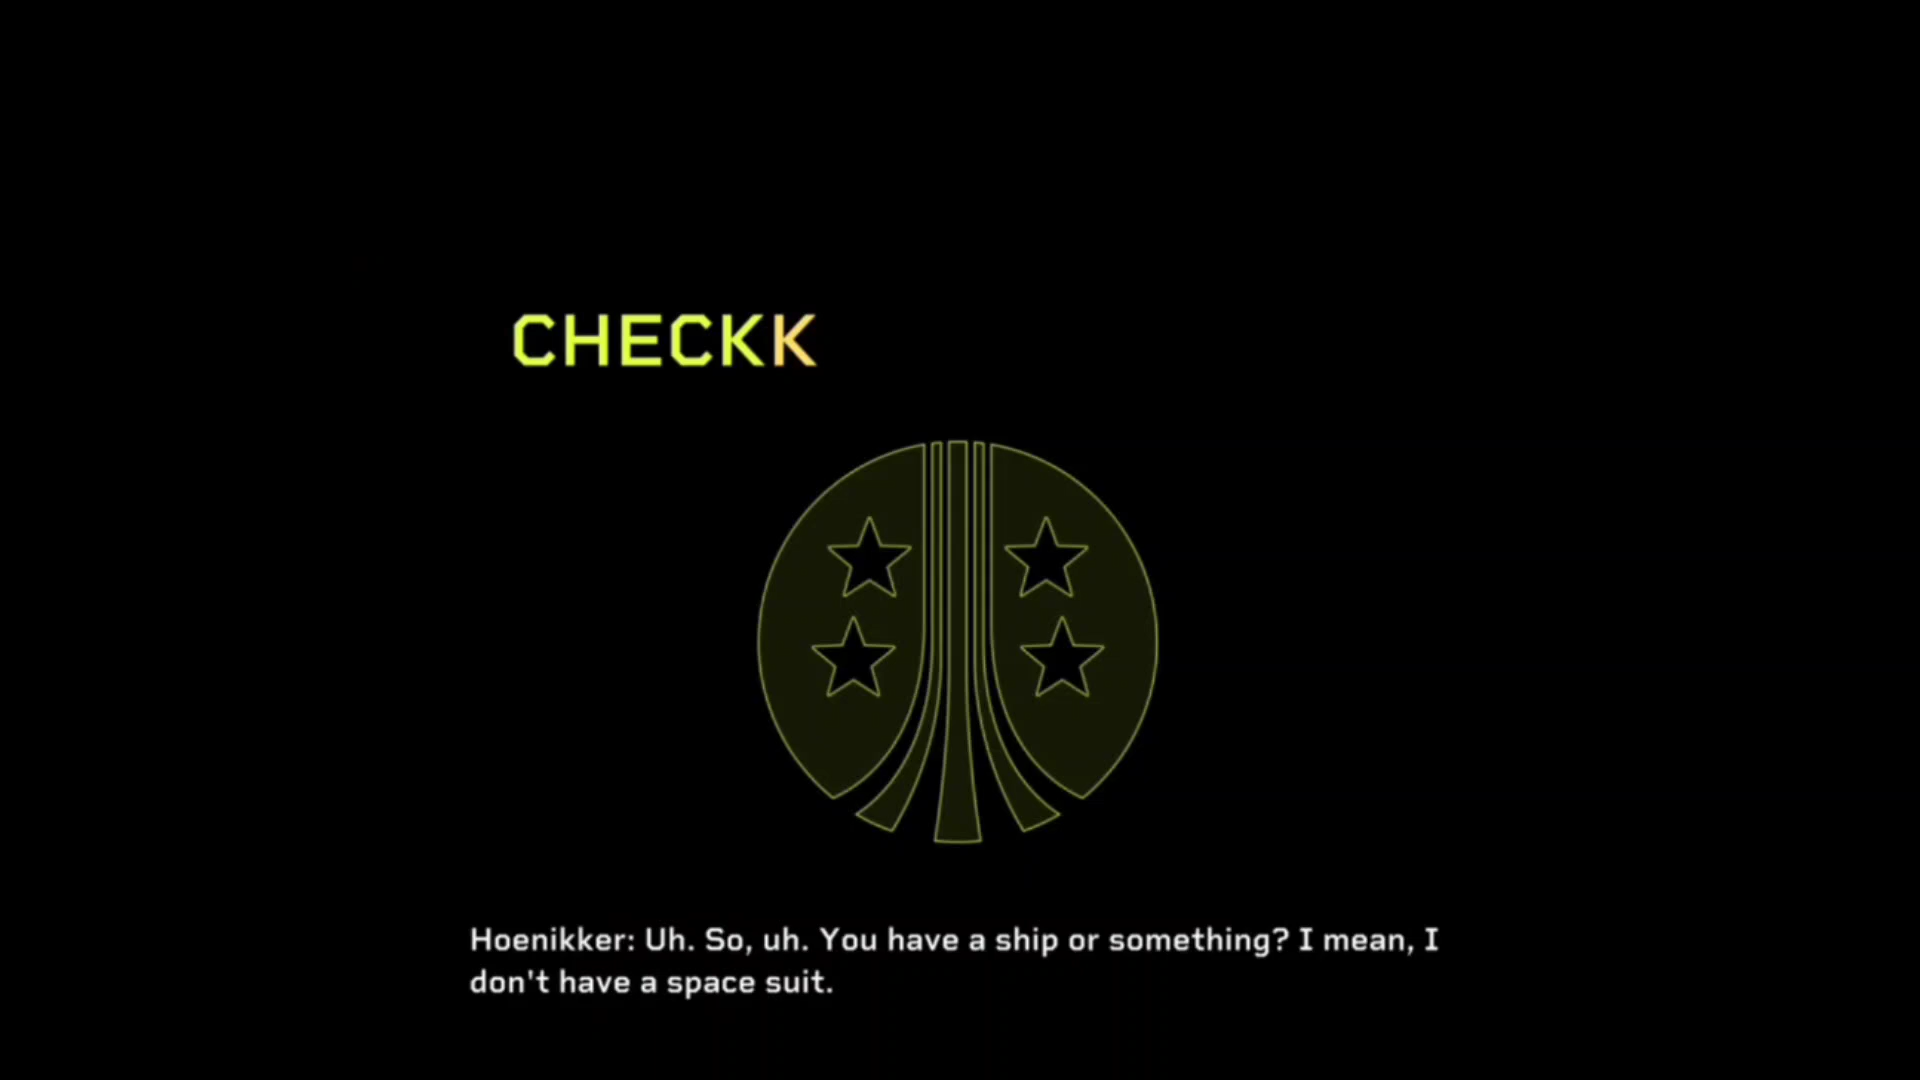 CHECKK
Hoenikker: Uh. So, uh. You have a ship or something? I mean, I
don't have a space suit.